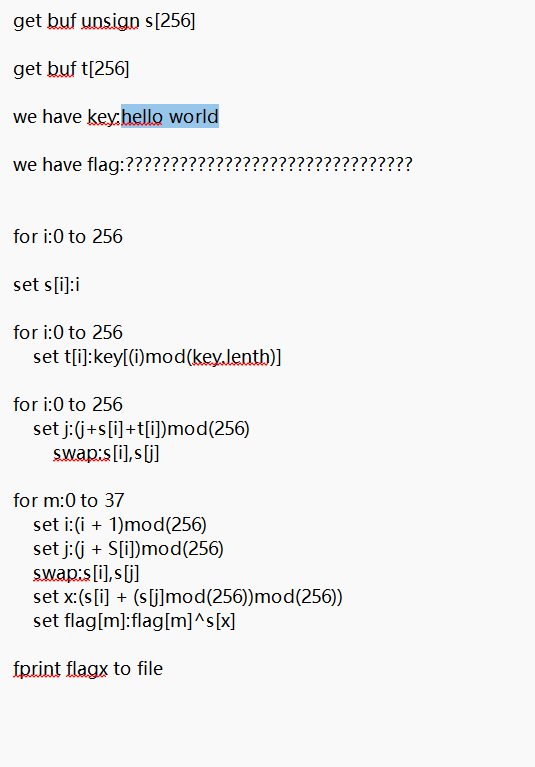 get buf unsign s[256]
get buf t[256]
we have key:hello world
we have flag:????????????????????????????????
for i:0 to 256
set s[i]:i
for i:0 to 256
set t[i]:key[(i)mod(key.lenth)]
for i:0 to 256
set j:(j+s[i]+t[i])mod(256)
swap:s[i],s[j]
for m:0 to 37
set i:(i + 1)mod(256)
set j:(j + S[i])mod(256)
swap:s[i],s[j]
set x:(s[i] + (s[j]mod(256))mod(256))
set flag[m]:flag[m]^s[x]
fprint flagx to file